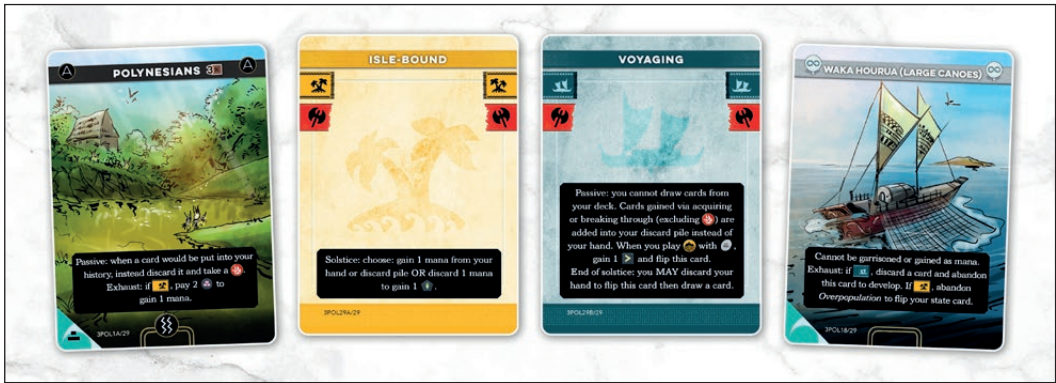 A
POLYNESIANS 3
A
Passive: when a card would be put into your
history, instead discard it and take a
Exhaust: if , pay 2 to
gain 1 mana.
3POL1A/29
ISLE-BOUND
Solstice: choose: gain 1 mana from your
hand or discard pile OR discard 1 mana
to gain 1 .
3POL29A/29
VOYAGING
Passive: you cannot draw cards from
your deck. Cards gained via acquiring
or breaking through (excluding ) are
added into your discard pile instead of
your hand. When you play with ,
gain 1 and flip this card.
End of solstice: you MAY discard your
hand to flip this card then draw a card.
3POL29B/29
WAKA HOURUA (LARGE CANOES)
Cannot be garrisoned or gained as mana.
Exhaust: if , discard a card and abandon
this card to develop. If , abandon
Overpopulation to flip your state card.
3POL18/29